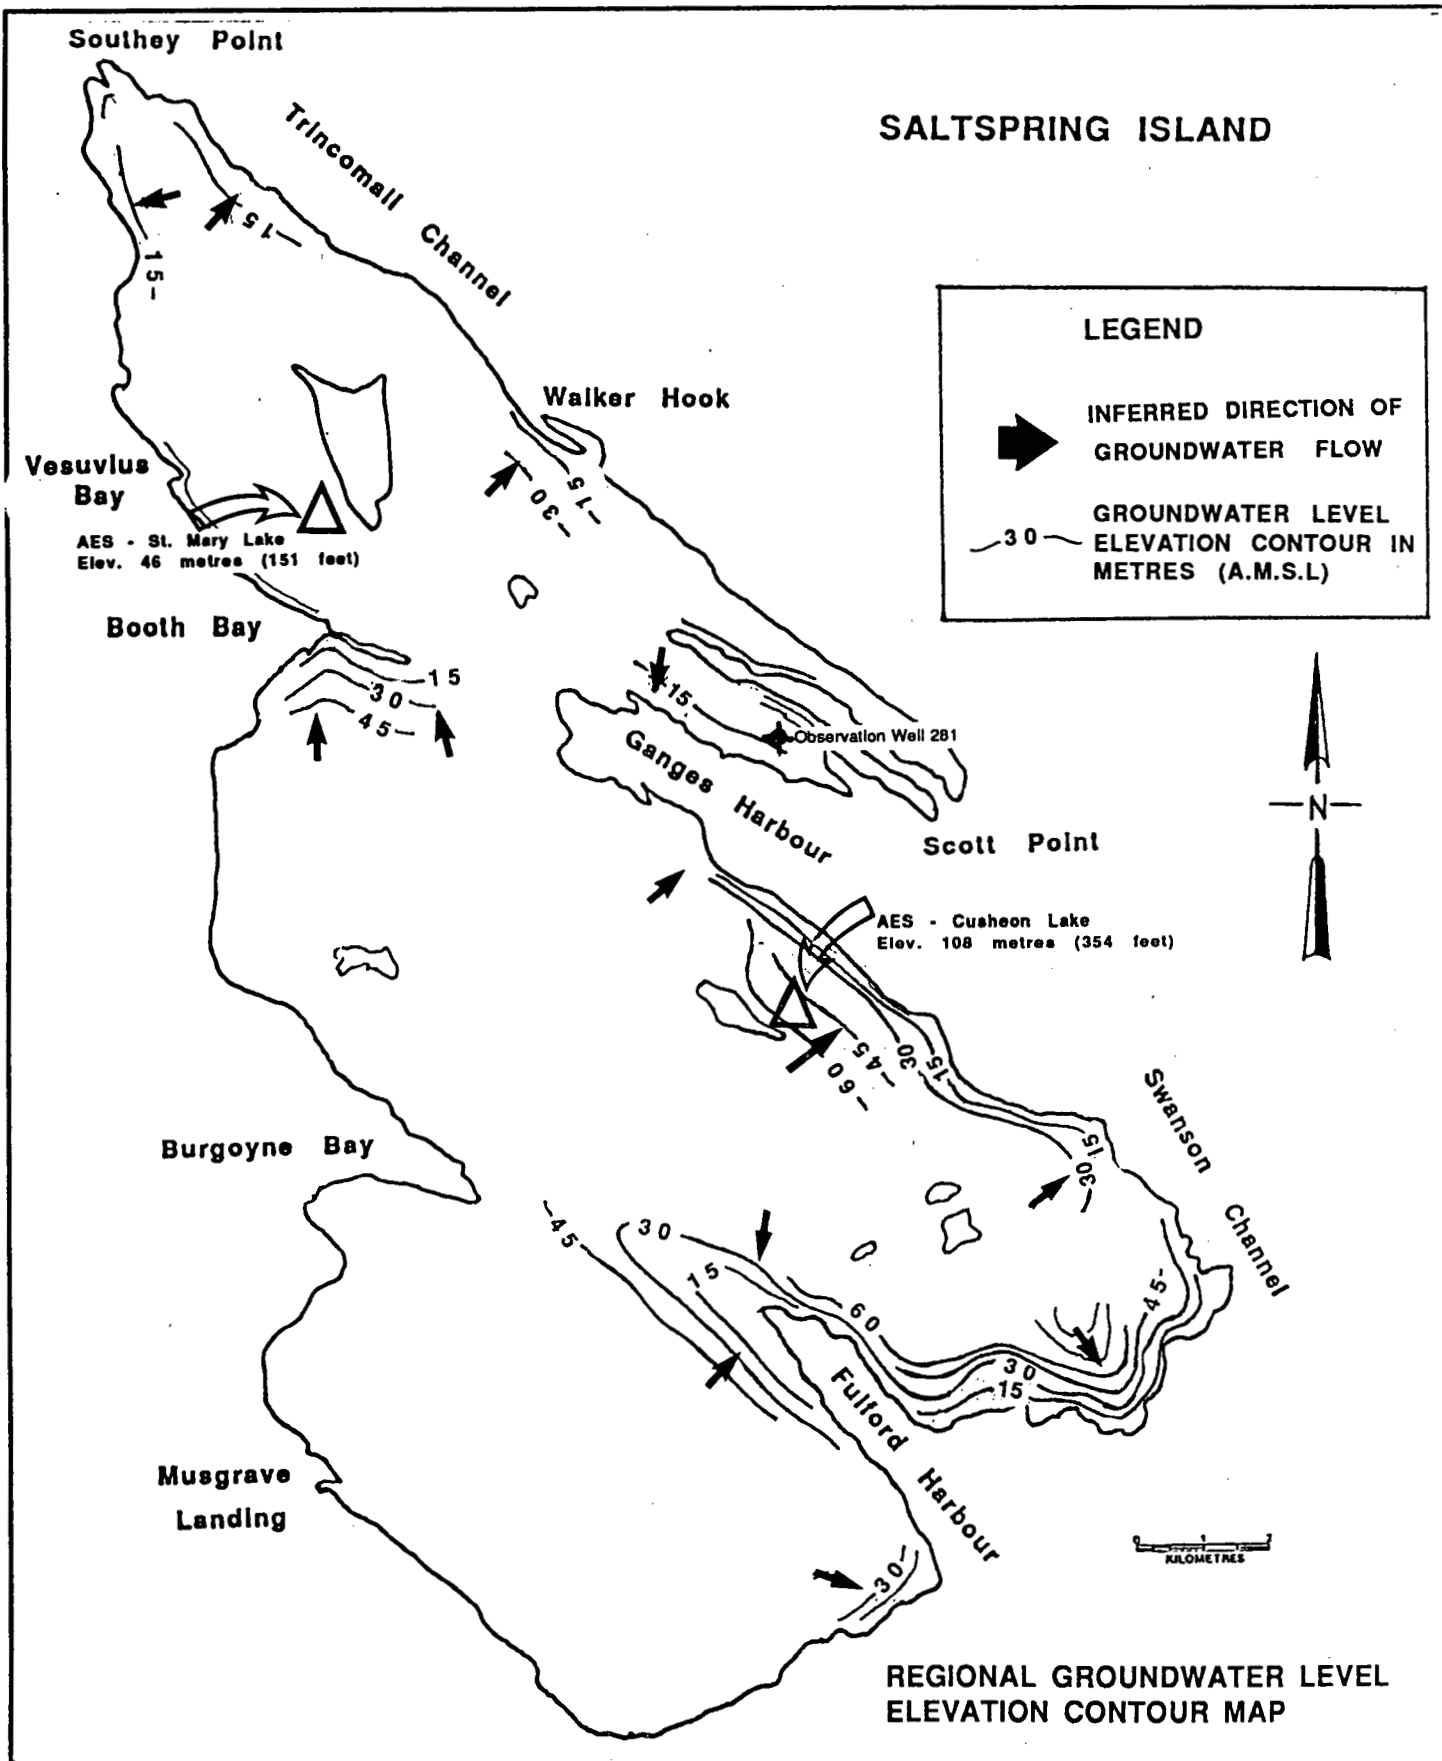 Southey Point
SALTSPRING ISLAND
Trincomali Channel
15
15
LEGEND
INFERRED DIRECTION OF
GROUNDWATER FLOW
30
GROUNDWATER LEVEL
ELEVATION CONTOUR IN
METRES (A.M.S.L)
Walker Hook
15
30
Vesuvius
Bay
AES - St. Mary Lake
Elev. 46 metres (151 feet)
Booth Bay
15
30
45
15
Observation Well 281
Ganges Harbour
N
Scott Point
AES - Cusheon Lake
Elev. 108 metres (354 feet)
60
45
30
15
15
30
Swanson Channel
Burgoyne Bay
45
30
15
60
45
30
15
Fulford Harbour
Musgrave
Landing
30
0 1 2
KILOMETRES
REGIONAL GROUNDWATER LEVEL
ELEVATION CONTOUR MAP